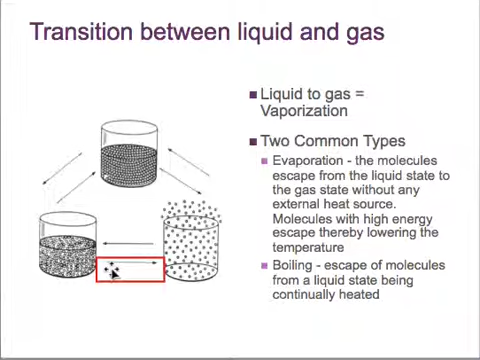 Transition between liquid and gas
Liquid to gas =
Vaporization
Two Common Types
Evaporation - the molecules
escape from the liquid state to
the gas state without any
external heat source.
Molecules with high energy
escape thereby lowering the
temperature
Boiling - escape of molecules
from a liquid state being
continually heated